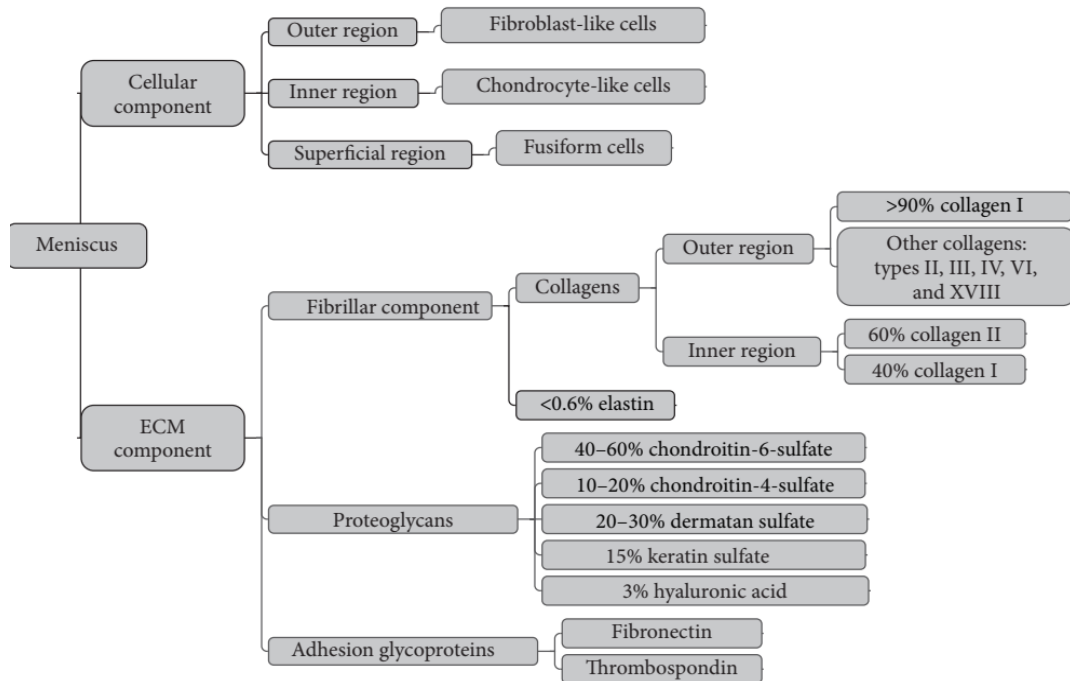 Outer region
Fibroblast-like cells
Cellular
component
Inner region
Chondrocyte-like cells
Superficial region
Fusiform cells
Meniscus
>90% collagen I
Outer region
Other collagens:
types II, III, IV, VI,
and XVIII
Fibrillar component
Collagens
60% collagen II
Inner region
40% collagen I
<0.6% elastin
ECM
component
40–60% chondroitin-6-sulfate
10–20% chondroitin-4-sulfate
Proteoglycans
20–30% dermatan sulfate
15% keratin sulfate
3% hyaluronic acid
Adhesion glycoproteins
Fibronectin
Thrombospondin